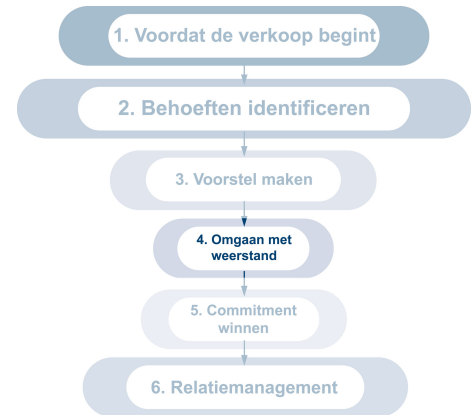 1. Voordat de verkoop begint
2. Behoeften identificeren
3. Voorstel maken
4. Omgaan met
weerstand
5. Commitment
winnen
6. Relatiemanagement